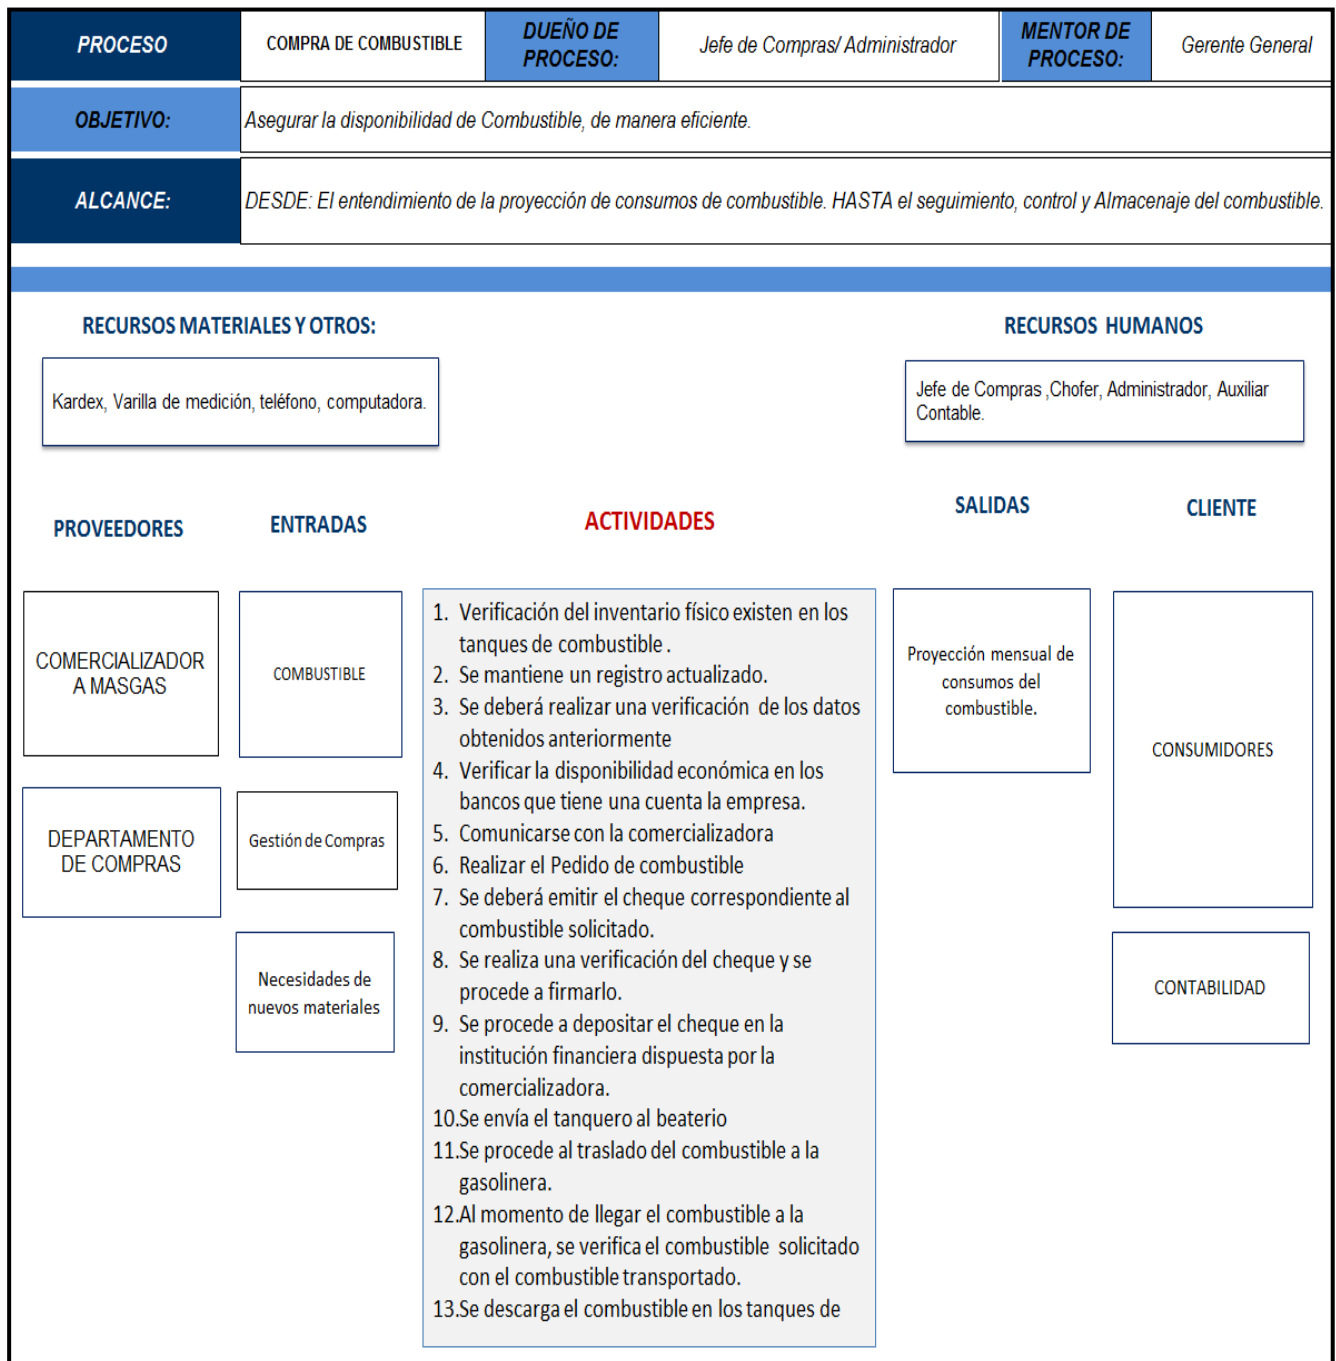 PROCESO
COMPRA DE COMBUSTIBLE
DUEÑO DE
PROCESO:
Jefe de Compras/ Administrador
MENTOR DE
PROCESO:
Gerente General
OBJETIVO:
Asegurar la disponibilidad de Combustible, de manera eficiente.
ALCANCE:
DESDE: El entendimiento de la proyección de consumos de combustible. HASTA el seguimiento, control y Almacenaje del combustible.
RECURSOS MATERIALES Y OTROS:
RECURSOS HUMANOS
Kardex, Varilla de medición, teléfono, computadora.
Jefe de Compras ,Chofer, Administrador, Auxiliar
Contable.
PROVEEDORES
ENTRADAS
ACTIVIDADES
SALIDAS
CLIENTE
COMERCIALIZADOR
A MASGAS
DEPARTAMENTO
DE COMPRAS
COMBUSTIBLE
Gestión de Compras
Necesidades de
nuevos materiales
1. Verificación del inventario físico existen en los
tanques de combustible .
2. Se mantiene un registro actualizado.
3. Se deberá realizar una verificación de los datos
obtenidos anteriormente
4. Verificar la disponibilidad económica en los
bancos que tiene una cuenta la empresa.
5. Comunicarse con la comercializadora
6. Realizar el Pedido de combustible
7. Se deberá emitir el cheque correspondiente al
combustible solicitado.
8. Se realiza una verificación del cheque y se
procede a firmarlo.
9. Se procede a depositar el cheque en la
institución financiera dispuesta por la
comercializadora.
10.Se envía el tanquero al beaterio
11.Se procede al traslado del combustible a la
gasolinera.
12.Al momento de llegar el combustible a la
gasolinera, se verifica el combustible solicitado
con el combustible transportado.
13.Se descarga el combustible en los tanques de
Proyección mensual de
consumos del
combustible.
CONSUMIDORES
CONTABILIDAD